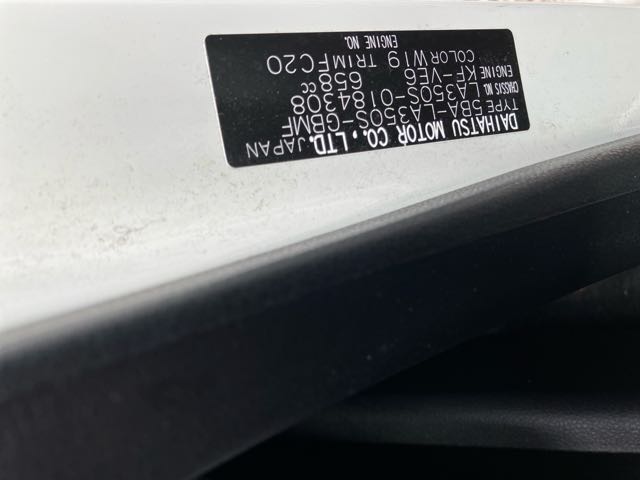 DAIHATSU MOTOR CO., LTD. JAPAN
TYPE 5BA-LA350S-GBMF
CHASSIS NO. LA350S-0184308
ENGINE KF-VE6 658cc
COLOR W19 TRIM FC20
ENGINE NO.